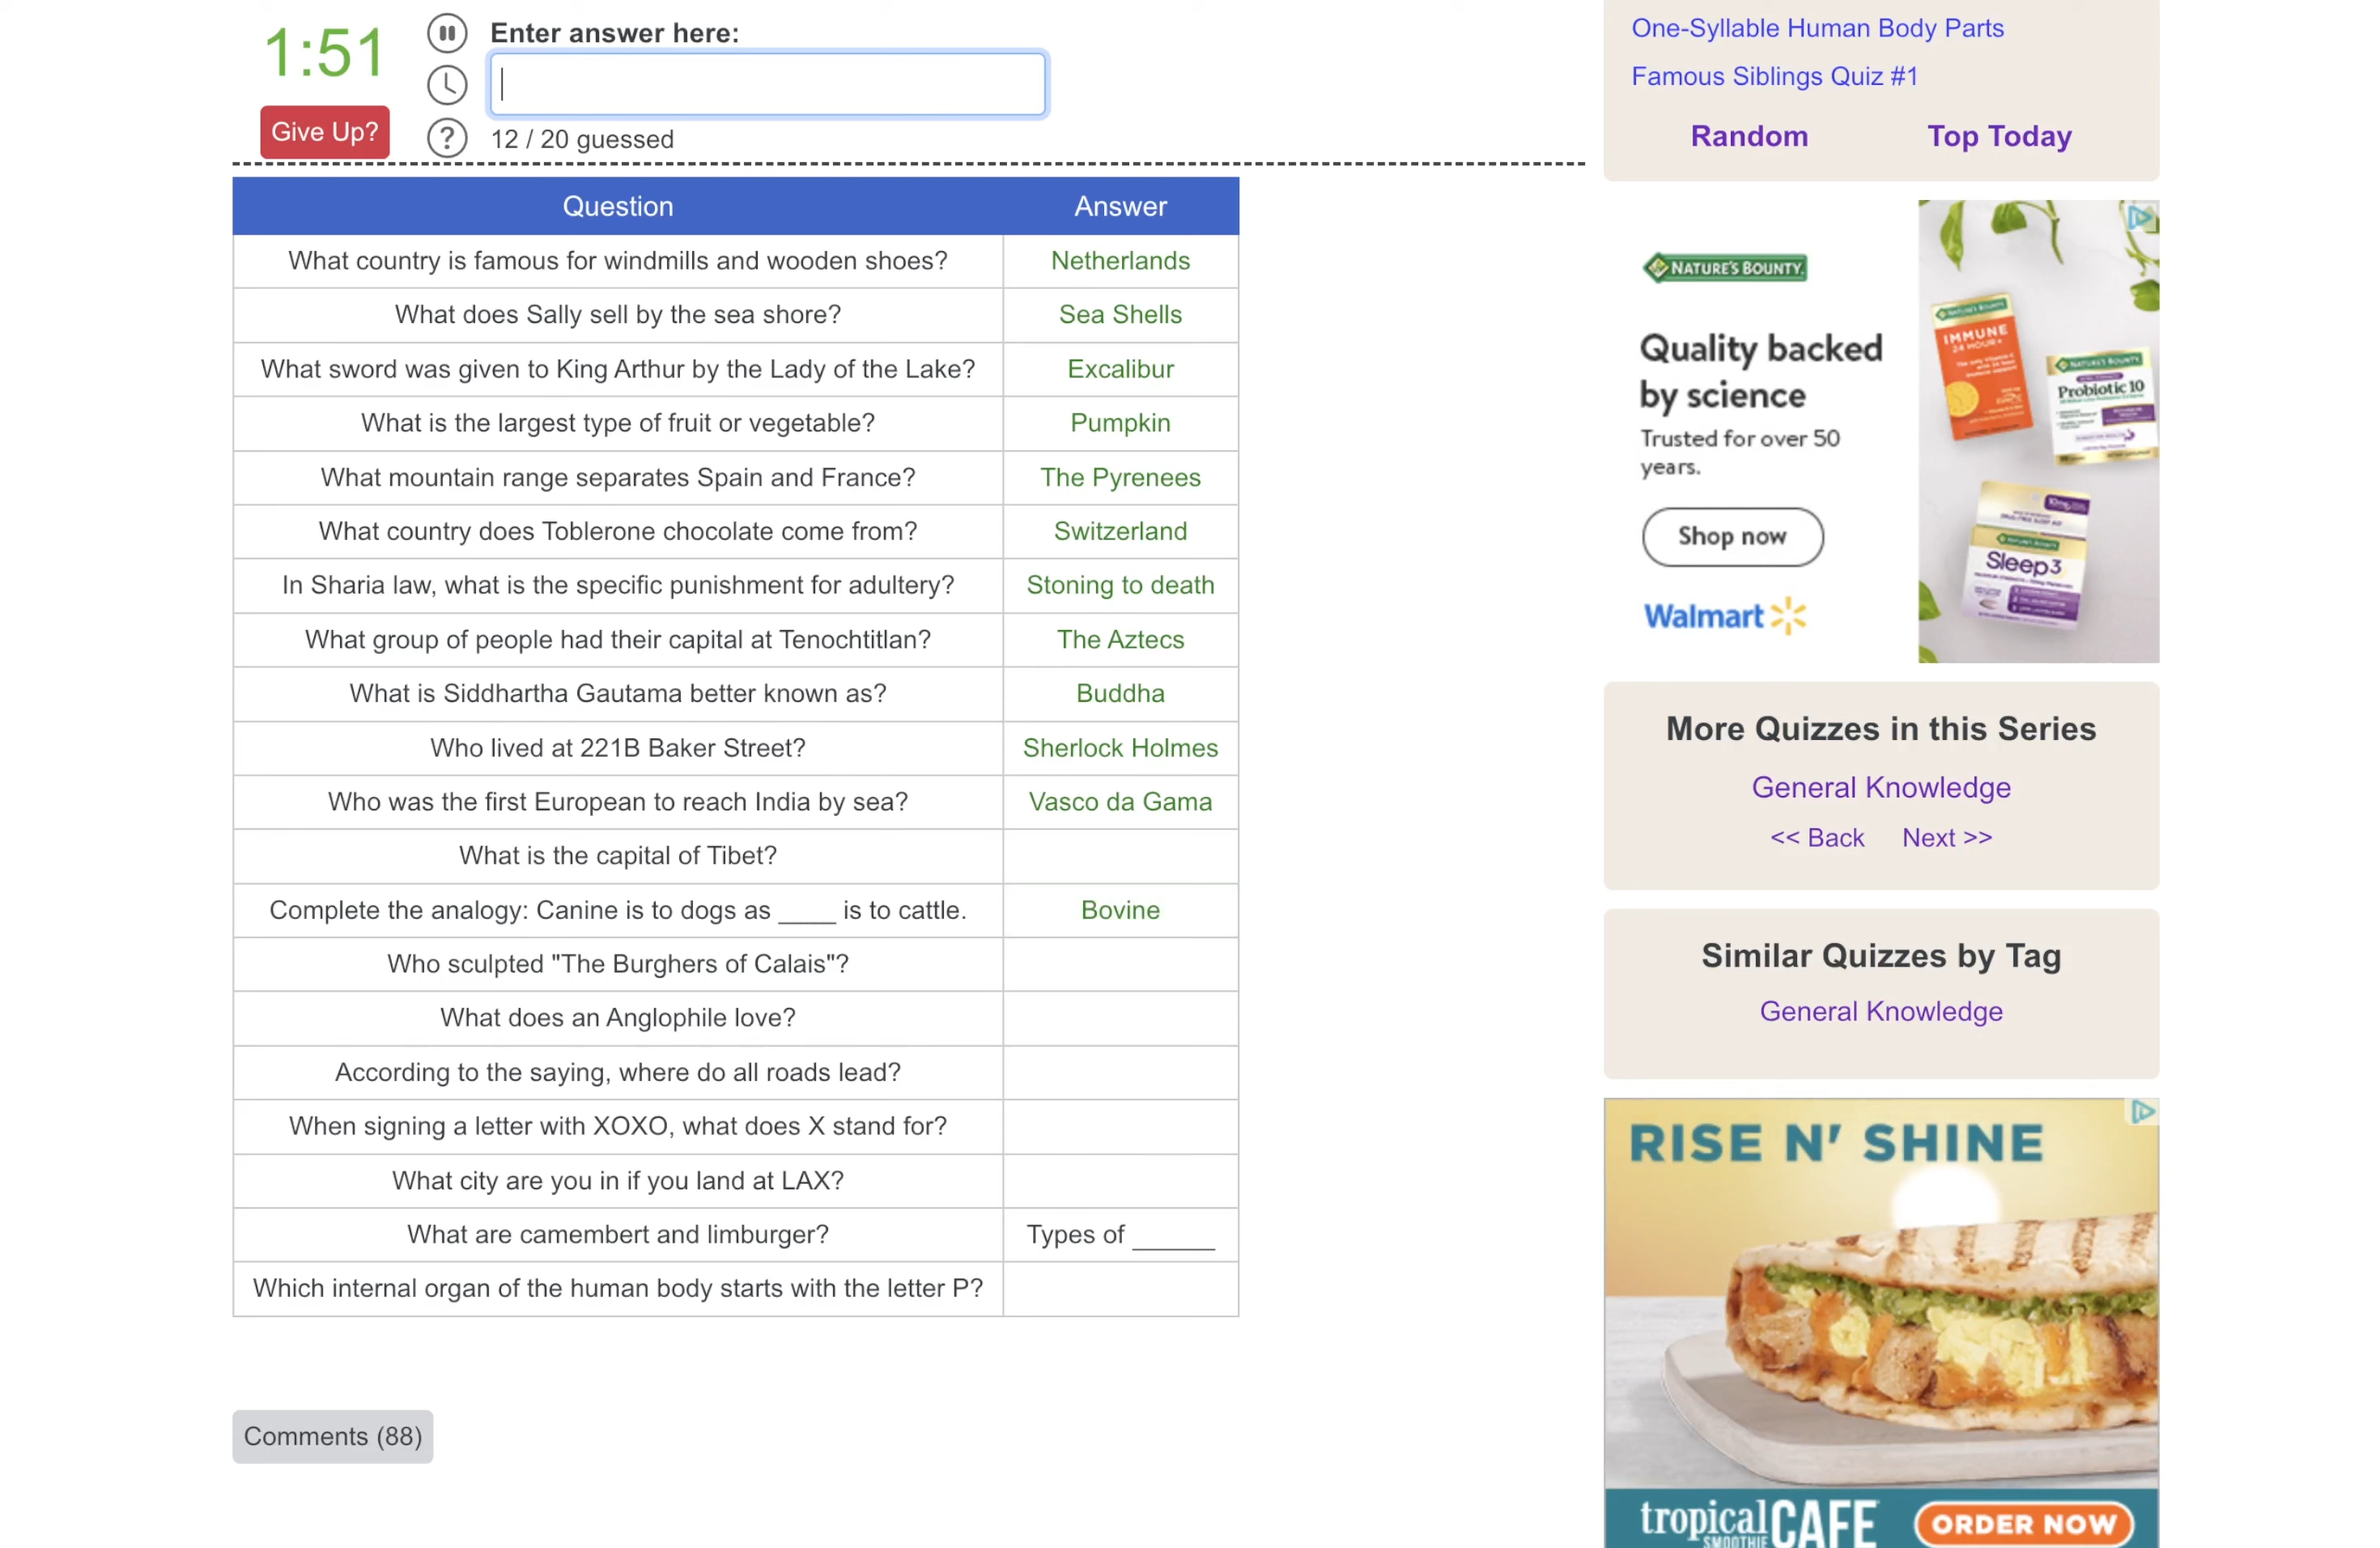 1:51
Give Up?
Enter answer here:
?
12 / 20 guessed
Question Answer
What country is famous for windmills and wooden shoes? Netherlands
What does Sally sell by the sea shore? Sea Shells
What sword was given to King Arthur by the Lady of the Lake? Excalibur
What is the largest type of fruit or vegetable? Pumpkin
What mountain range separates Spain and France? The Pyrenees
What country does Toblerone chocolate come from? Switzerland
In Sharia law, what is the specific punishment for adultery? Stoning to death
What group of people had their capital at Tenochtitlan? The Aztecs
What is Siddhartha Gautama better known as? Buddha
Who lived at 221B Baker Street? Sherlock Holmes
Who was the first European to reach India by sea? Vasco da Gama
What is the capital of Tibet?
Complete the analogy: Canine is to dogs as ____ is to cattle. Bovine
Who sculpted "The Burghers of Calais"?
What does an Anglophile love?
According to the saying, where do all roads lead?
When signing a letter with XOXO, what does X stand for?
What city are you in if you land at LAX?
What are camembert and limburger? Types of ______
Which internal organ of the human body starts with the letter P?
Comments (88)
One-Syllable Human Body Parts
Famous Siblings Quiz #1
Random Top Today
NATURE'S BOUNTY
Quality backed
by science
Trusted for over 50
years.
Shop now
Walmart
NATURE'S BOUNTY
IMMUNE
24 HOUR+
NATURE'S BOUNTY
Probiotic 10
NATURE'S BOUNTY
Sleep3
More Quizzes in this Series
General Knowledge
<< Back Next >>
Similar Quizzes by Tag
General Knowledge
RISE N' SHINE
tropical CAFE
SMOOTHIE
ORDER NOW